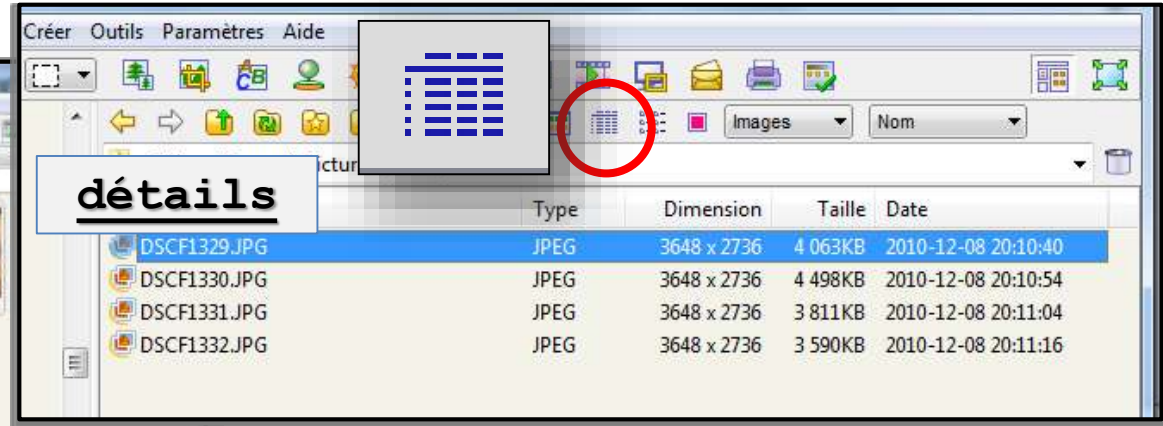 Créer Outils Paramètres Aide
Images Nom
détails
Type Dimension Taille Date
DSCF1329.JPG JPEG 3648 x 2736 4 063KB 2010-12-08 20:10:40
DSCF1330.JPG JPEG 3648 x 2736 4 498KB 2010-12-08 20:10:54
DSCF1331.JPG JPEG 3648 x 2736 3 811KB 2010-12-08 20:11:04
DSCF1332.JPG JPEG 3648 x 2736 3 590KB 2010-12-08 20:11:16